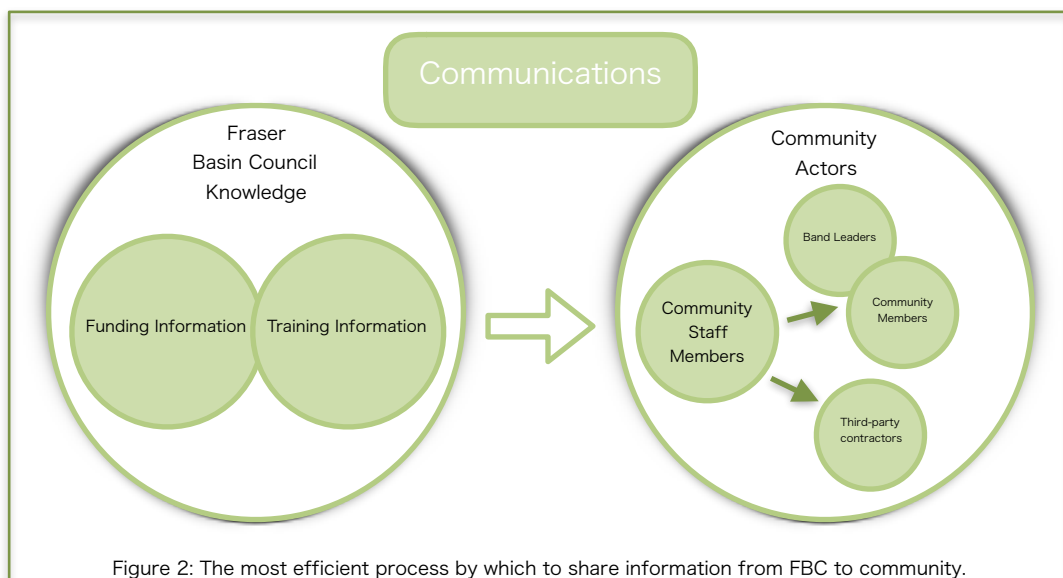 Communications
Fraser
Basin Council
Knowledge
Funding Information
Training Information
Community
Actors
Band Leaders
Community
Staff
Members
Community
Members
Third-party
contractors
Figure 2: The most efficient process by which to share information from FBC to community.